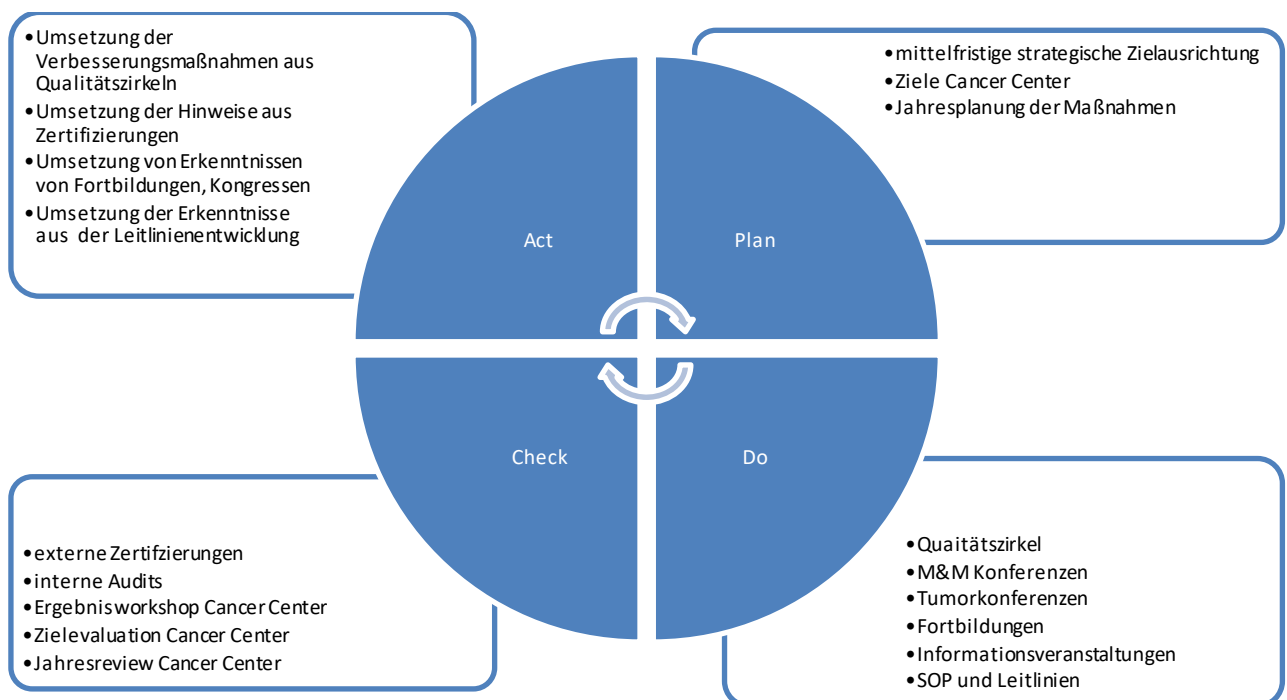 •Umsetzung der
Verbesserungsmaßnahmen aus
Qualitätszirkeln
•Umsetzung der Hinweise aus
Zertifizierungen
•Umsetzung von Erkenntnissen
von Fortbildungen, Kongressen
•Umsetzung der Erkenntnisse
aus der Leitlinienentwicklung
•mittelfristige strategische Zielausrichtung
•Ziele Cancer Center
•Jahresplanung der Maßnahmen
Act
Plan
Check
Do
•externe Zertifzierungen
•interne Audits
•Ergebnisworkshop Cancer Center
•Zielevaluation Cancer Center
•Jahresreview Cancer Center
•Quaitätszirkel
•M&M Konferenzen
•Tumorkonferenzen
•Fortbildungen
•Informationsveranstaltungen
•SOP und Leitlinien